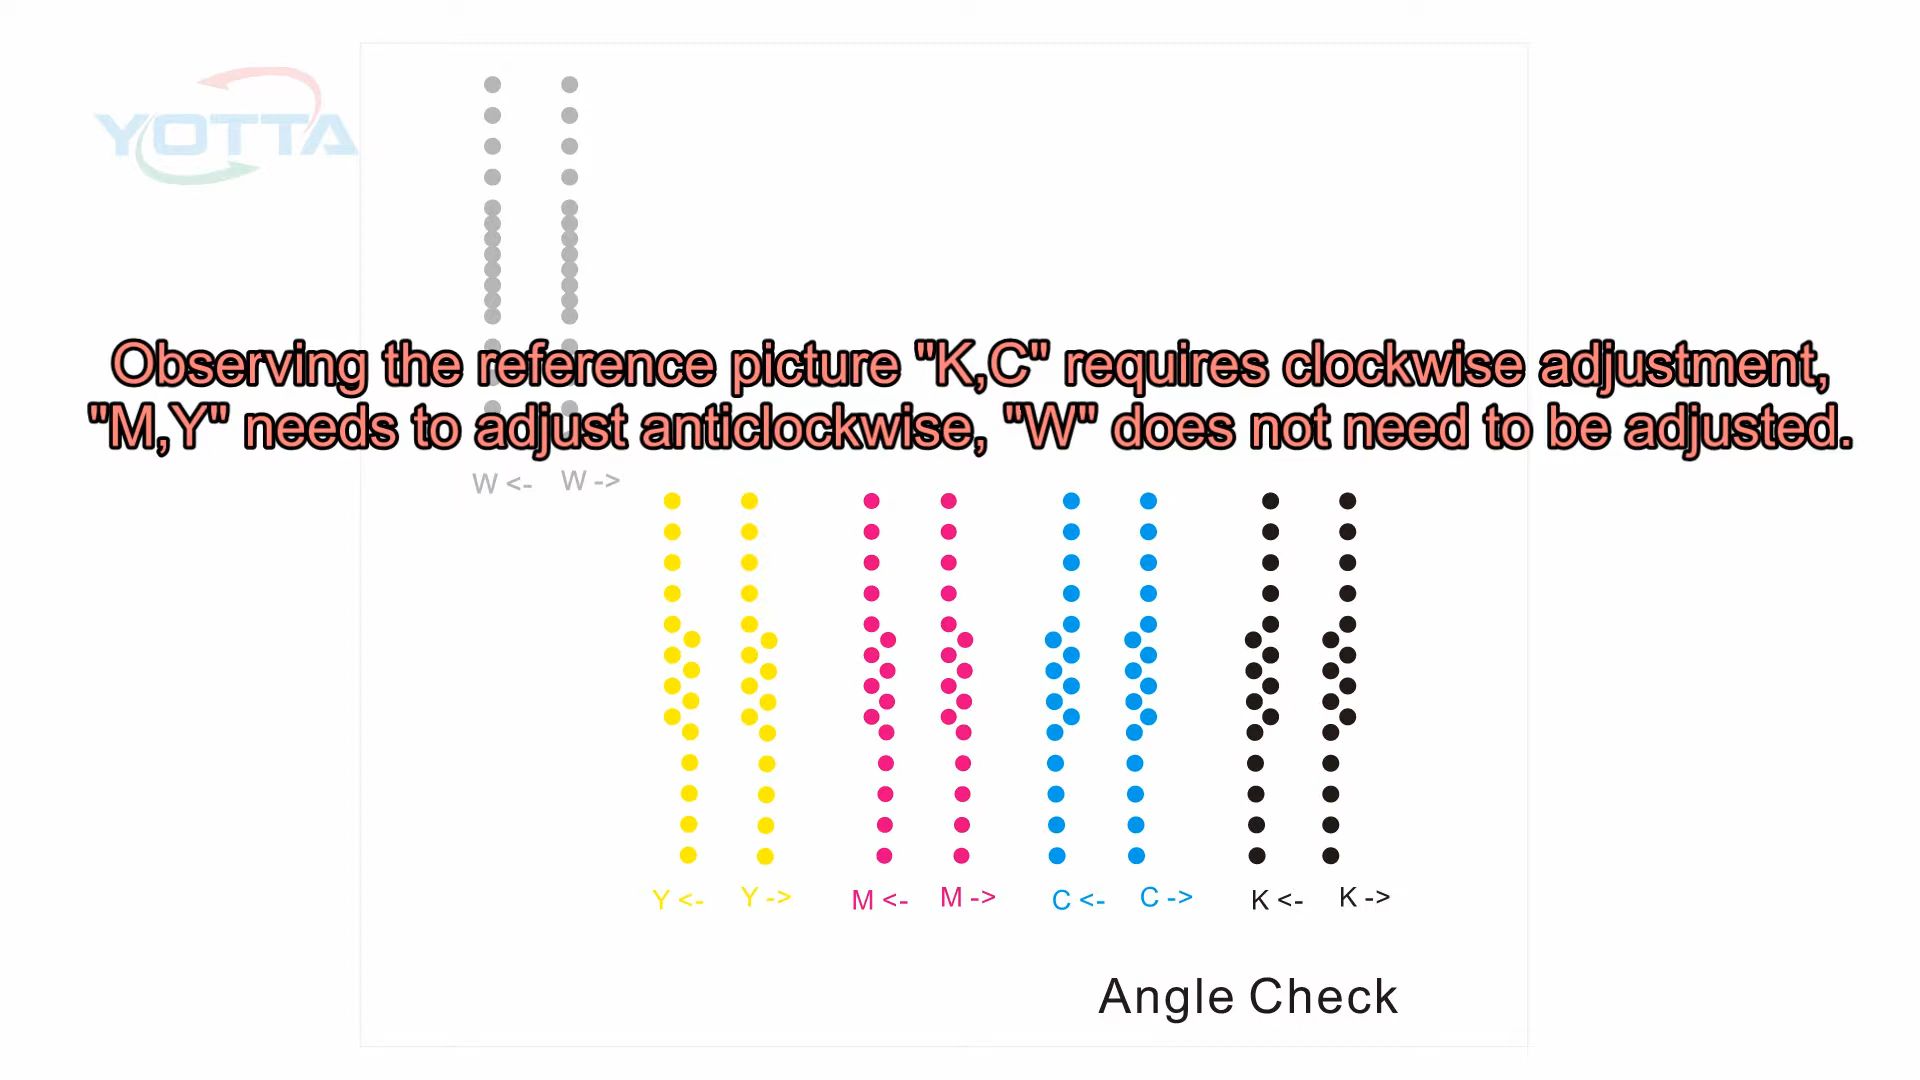 YOTTA
Observing the reference picture "K,C" requires clockwise adjustment,
"M,Y" needs to adjust anticlockwise, "W" does not need to be adjusted.
W <- W ->
Y <- Y -> M <- M -> C <- C -> K <- K ->
Angle Check